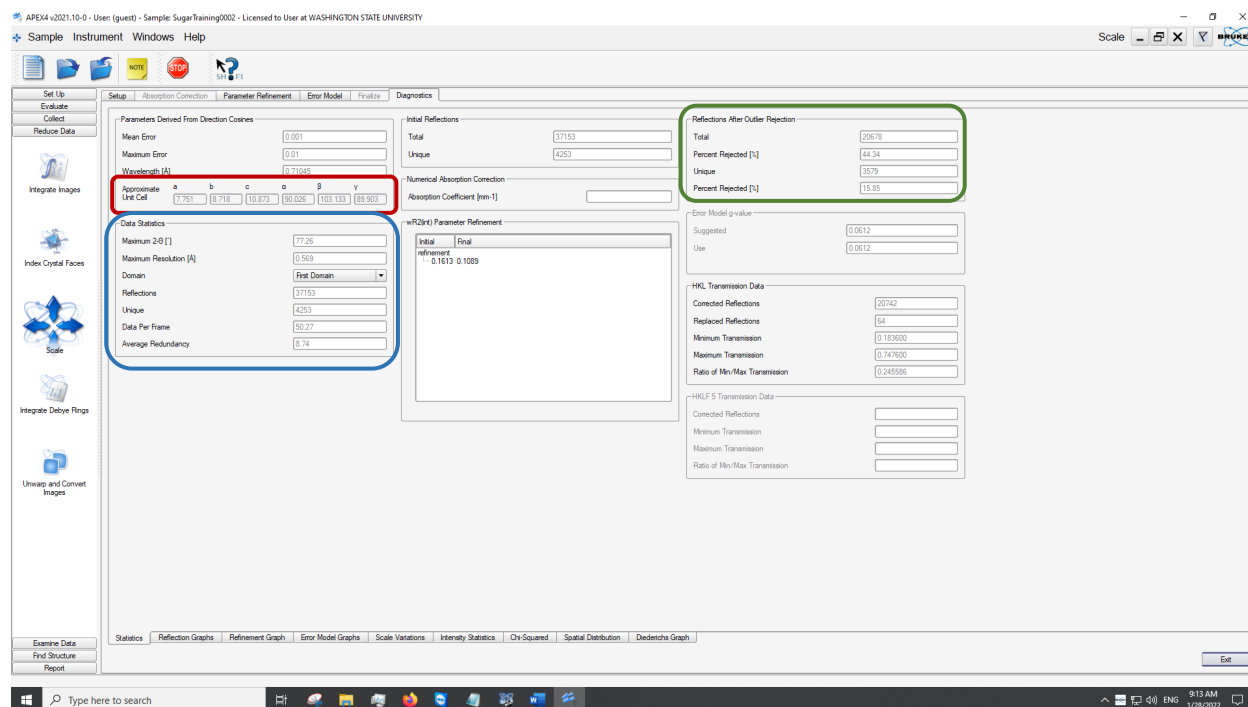 APEX4 v2021.10-0 - User: (guest) - Sample: SugarTraining0002 - Licensed to User at WASHINGTON STATE UNIVERSITY
Sample Instrument Windows Help
Scale
BRUKE
NOTE
STOP
SH F1
Set Up
Evaluate
Collect
Reduce Data
Integrate Images
Index Crystal Faces
Scale
Integrate Debye Rings
Unwarp and Convert
Images
Examine Data
Find Structure
Report
Setup Absorption Correction Parameter Refinement Error Model Finalize Diagnostics
Parameters Derived From Direction Cosines
Mean Error 0.001
Maximum Error 0.01
Wavelength [Å] 0.71045
Approximate
Unit Cell
a b c α β γ
7.751 8.718 10.873 90.026 103.133 89.903
Data Statistics
Maximum 2-θ [°] 77.26
Maximum Resolution [Å] 0.569
Domain First Domain
Reflections 37153
Unique 4253
Data Per Frame 50.27
Average Redundancy 8.74
Initial Reflections
Total 37153
Unique 4253
Numerical Absorption Correction
Absorption Coefficient [mm-1]
wR2(int) Parameter Refinement
Initial Final
refinement
0.1613 0.1089
Reflections After Outlier Rejection
Total 20678
Percent Rejected [%] 44.34
Unique 3579
Percent Rejected [%] 15.85
Error Model g-value
Suggested 0.0612
Use 0.0612
HKL Transmission Data
Corrected Reflections 20742
Replaced Reflections 64
Minimum Transmission 0.183600
Maximum Transmission 0.747600
Ratio of Min/Max Transmission 0.245586
HKLF 5 Transmission Data
Corrected Reflections
Minimum Transmission
Maximum Transmission
Ratio of Min/Max Transmission
Statistics Reflection Graphs Refinement Graph Error Model Graphs Scale Variations Intensity Statistics Chi-Squared Spatial Distribution Diederichs Graph
Exit
Type here to search
ENG
9:13 AM
1/28/2022